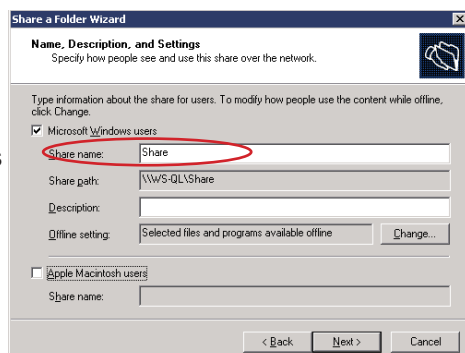 Share a Folder Wizard
Name, Description, and Settings
Specify how people see and use this share over the network.
Type information about the share for users. To modify how people use the content while offline,
click Change.
Microsoft Windows users
s
Share name: Share
Share path: \\WS-QL\Share
Description:
Offline setting: Selected files and programs available offline Change...
Apple Macintosh users
Share name:
< Back Next > Cancel